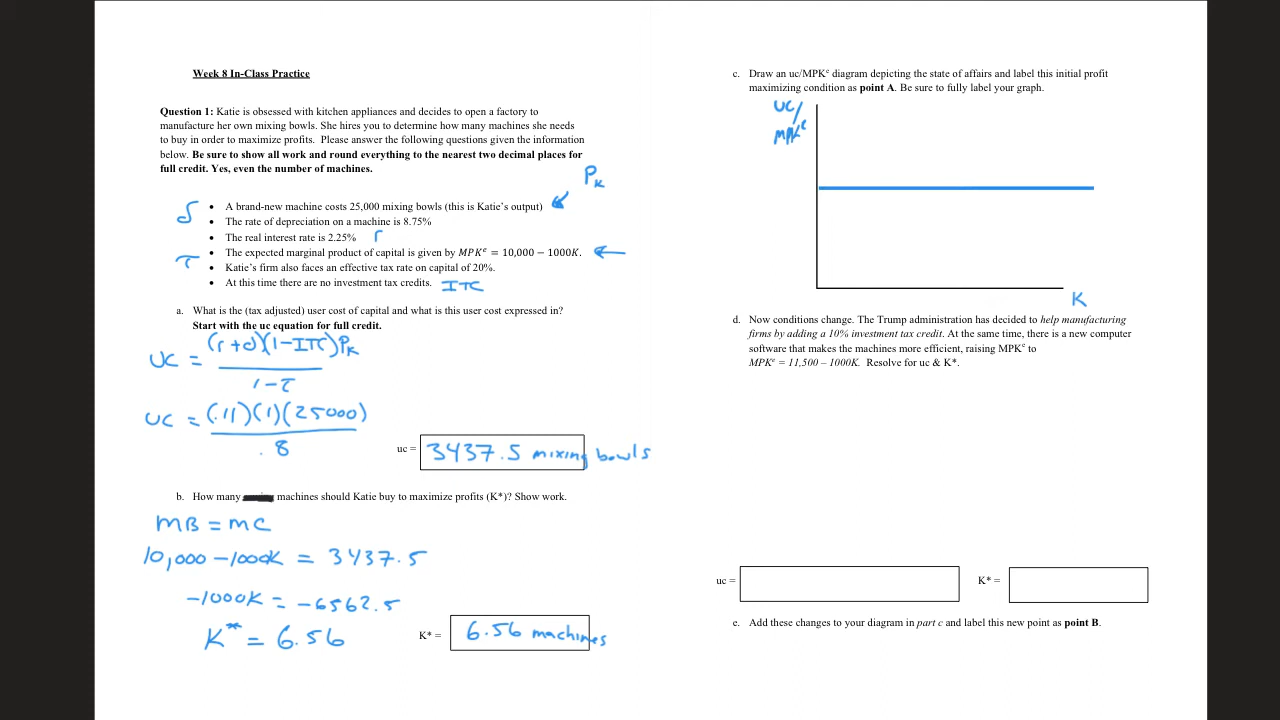 Week 8 In-Class Practice
Question 1: Katie is obsessed with kitchen appliances and decides to open a factory to
manufacture her own mixing bowls. She hires you to determine how many machines she needs
to buy in order to maximize profits. Please answer the following questions given the information
below. Be sure to show all work and round everything to the nearest two decimal places for
full credit. Yes, even the number of machines.
P_K
δ
• A brand-new machine costs 25,000 mixing bowls (this is Katie's output)
• The rate of depreciation on a machine is 8.75%
• The real interest rate is 2.25% r
• The expected marginal product of capital is given by MPKᵉ = 10,000 − 1000K.
τ
• Katie's firm also faces an effective tax rate on capital of 20%.
• At this time there are no investment tax credits. ITC
a. What is the (tax adjusted) user cost of capital and what is this user cost expressed in?
Start with the uc equation for full credit.
UC = (r+d)(1-ITC)P_K
1-τ
UC = (.11)(1)(25000)
.8
uc = 3437.5 mixing bowls
b. How many machines should Katie buy to maximize profits (K*)? Show work.
MB = MC
10,000 - 1000K = 3437.5
-1000K = -6562.5
K* = 6.56
K* = 6.56 machines
c. Draw an uc/MPKᵉ diagram depicting the state of affairs and label this initial profit
maximizing condition as point A. Be sure to fully label your graph.
UC/
MPKᵉ
K
d. Now conditions change. The Trump administration has decided to help manufacturing
firms by adding a 10% investment tax credit. At the same time, there is a new computer
software that makes the machines more efficient, raising MPKᵉ to
MPKᵉ = 11,500 – 1000K. Resolve for uc & K*.
uc =
K* =
e. Add these changes to your diagram in part c and label this new point as point B.